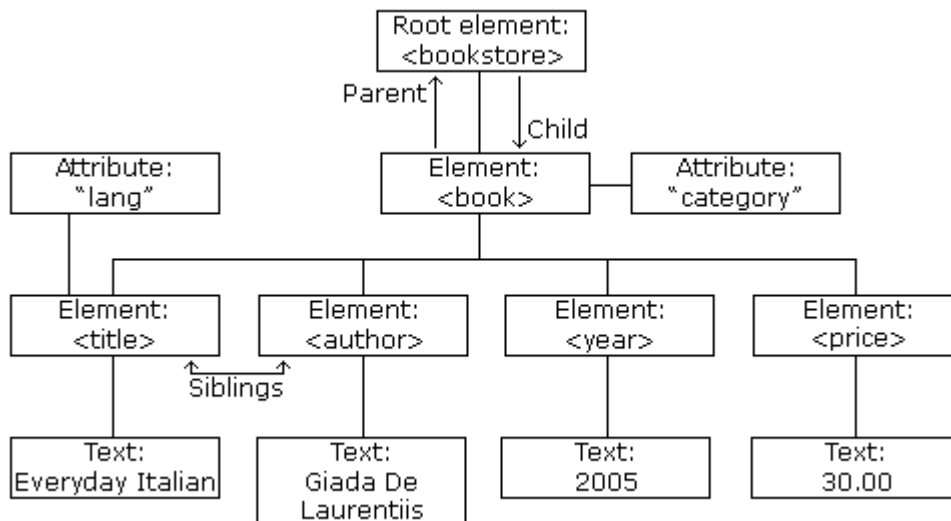 Root element:
<bookstore>
Parent
Child
Attribute:
“lang”
Element:
<book>
Attribute:
“category”
Element:
<title>
Element:
<author>
Element:
<year>
Element:
<price>
Siblings
Text:
Everyday Italian
Text:
Giada De
Laurentiis
Text:
2005
Text:
30.00